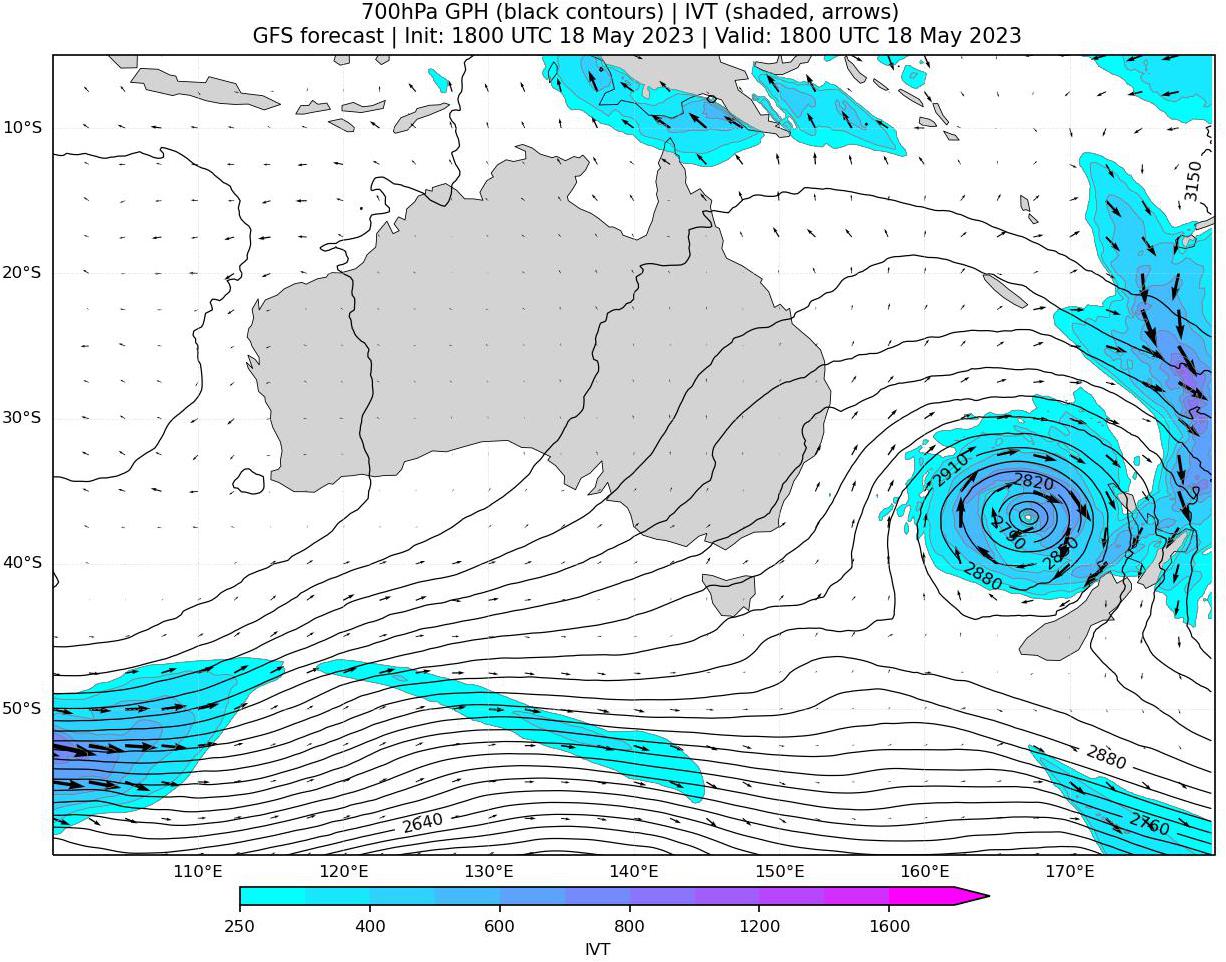 700hPa GPH (black contours) | IVT (shaded, arrows)
GFS forecast | Init: 1800 UTC 18 May 2023 | Valid: 1800 UTC 18 May 2023
10°S
3150
20°S
30°S
2910
2820
2790
2850
40°S
2880
50°S
2880
2640
2760
110°E 120°E 130°E 140°E 150°E 160°E 170°E
250 400 600 800 1200 1600
IVT